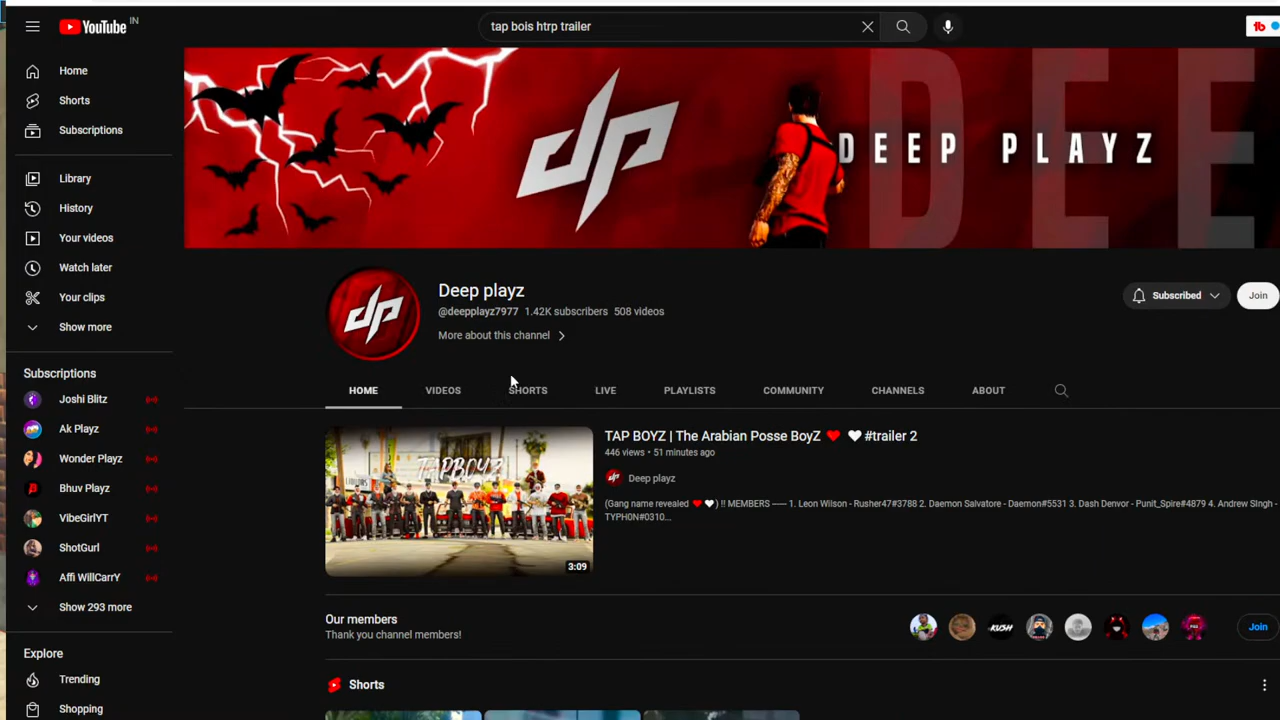 YouTube IN
tap bois htrp trailer
Home
Shorts
Subscriptions
Library
History
Your videos
Watch later
Your clips
Show more
Subscriptions
Joshi Blitz
Ak Playz
Wonder Playz
Bhuv Playz
VibeGirlYT
ShotGurl
Affi WillCarrY
Show 293 more
Explore
Trending
Shopping
dp
DEEP PLAYZ
DEE
dp
Deep playz
@deepplayz7977 1.42K subscribers 508 videos
More about this channel
Subscribed
Join
HOME VIDEOS SHORTS LIVE PLAYLISTS COMMUNITY CHANNELS ABOUT
TAPBOYZ
LIQUORS
3:09
TAP BOYZ | The Arabian Posse BoyZ ❤️ 🤍 #trailer 2
446 views • 51 minutes ago
Deep playz
(Gang name revealed ❤️🤍) !! MEMBERS ----- 1. Leon Wilson - Rusher47#3788 2. Daemon Salvatore - Daemon#5531 3. Dash Denvor - Punit_Spire#4879 4. Andrew SIngh -
TYPH0N#0310...
Our members
Thank you channel members!
KUSH
Join
Shorts